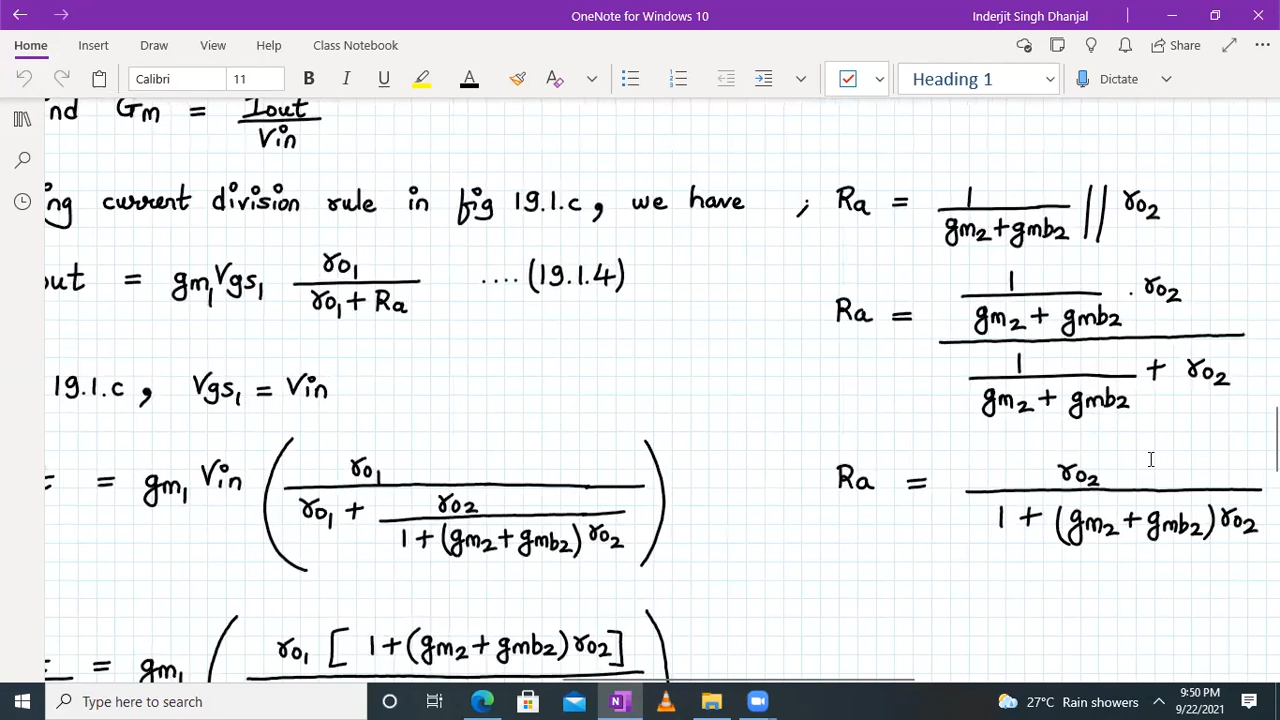 OneNote for Windows 10
Inderjit Singh Dhanjal
Home Insert Draw View Help Class Notebook
Share
Calibri 11 B I U A Heading 1 Dictate
nd Gm = Iout / Vin
ing current division rule in fig 19.1.c, we have ; Ra = 1 / (gm2+gmb2) || ro2
out = gm1 Vgs1 ro1 / (ro1 + Ra) .... (19.1.4)
Ra = (1 / (gm2 + gmb2) . ro2) / (1 / (gm2 + gmb2) + ro2)
19.1.c, Vgs1 = Vin
= gm1 Vin ( ro1 / (ro1 + ro2 / (1 + (gm2+gmb2) ro2)) )
Ra = ro2 / (1 + (gm2+gmb2) ro2)
= gm1 ( ro1 [ 1+(gm2+gmb2) ro2 ]
Type here to search
27°C Rain showers
9:50 PM
9/22/2021